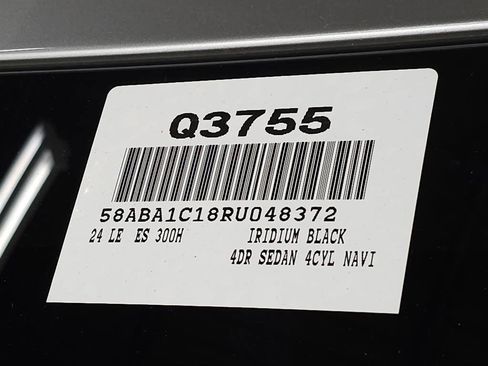 Q3755
58ABA1C18RU048372
24 LE ES 300H IRIDIUM BLACK
4DR SEDAN 4CYL NAVI